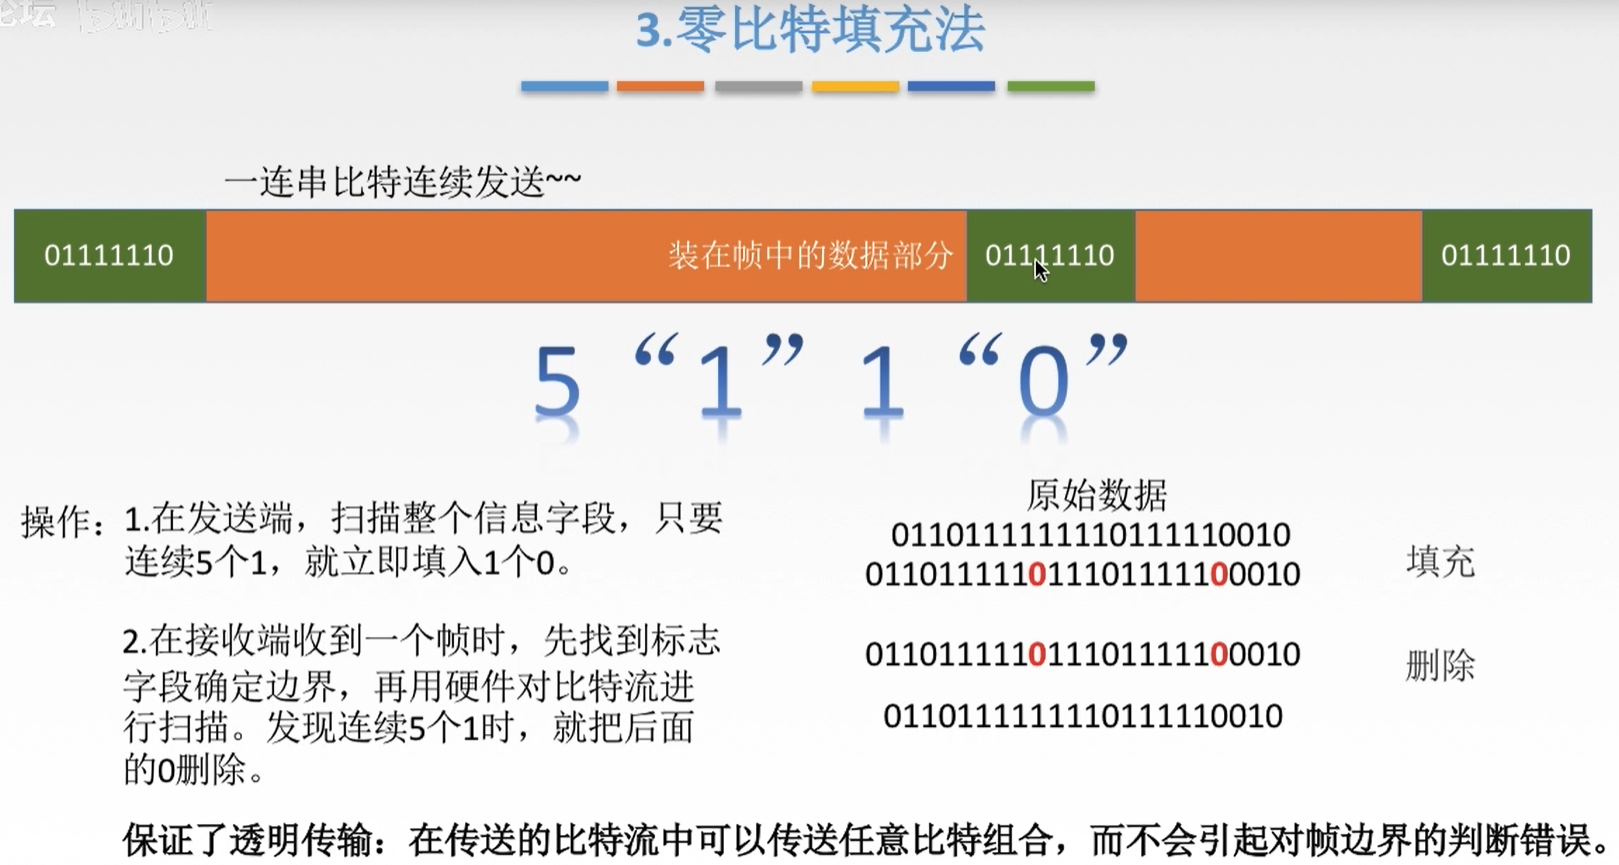 3.零比特填充法
一连串比特连续发送~~
01111110 装在帧中的数据部分 01111110 01111110
5 “1” 1 “0”
操作：1.在发送端，扫描整个信息字段，只要
连续5个1，就立即填入1个0。
2.在接收端收到一个帧时，先找到标志
字段确定边界，再用硬件对比特流进
行扫描。发现连续5个1时，就把后面
的0删除。
原始数据
0110111111110111110010
011011111011101111100010 填充
011011111011101111100010 删除
0110111111110111110010
保证了透明传输：在传送的比特流中可以传送任意比特组合，而不会引起对帧边界的判断错误。